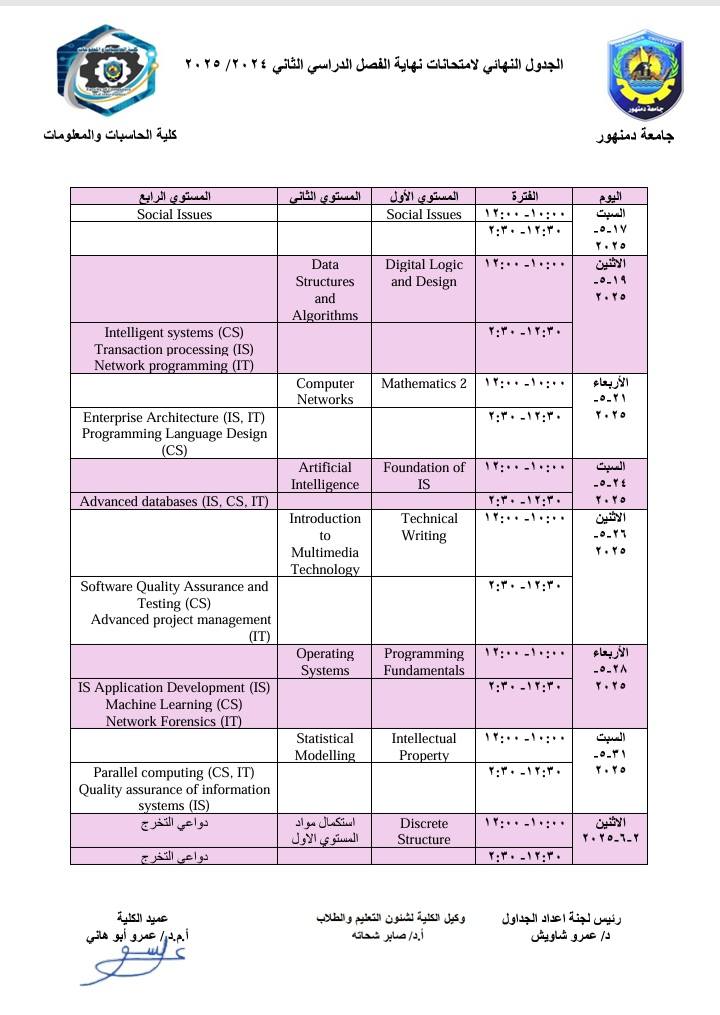 الجدول النهائي لامتحانات نهاية الفصل الدراسي الثاني ٢٠٢٤/ ٢٠٢٥
جامعة دمنهور
كلية الحاسبات والمعلومات
اليوم الفترة المستوي الأول المستوي الثاني المستوي الرابع
السبت ١٠:٠٠- ١٢:٠٠ Social Issues Social Issues
١٧-٥-
٢٠٢٥
١٢:٣٠- ٢:٣٠
الاثنين ١٠:٠٠- ١٢:٠٠
١٩-٥-
٢٠٢٥
Digital Logic
and Design
Data
Structures
and
Algorithms
١٢:٣٠- ٢:٣٠
Intelligent systems (CS)
Transaction processing (IS)
Network programming (IT)
الأربعاء ١٠:٠٠- ١٢:٠٠
٢١-٥-
٢٠٢٥
Mathematics 2
Computer
Networks
١٢:٣٠- ٢:٣٠
Enterprise Architecture (IS, IT)
Programming Language Design
(CS)
السبت ١٠:٠٠- ١٢:٠٠
٢٤-٥-
٢٠٢٥
Foundation of
IS
Artificial
Intelligence
١٢:٣٠- ٢:٣٠
Advanced databases (IS, CS, IT)
الاثنين ١٠:٠٠- ١٢:٠٠
٢٦-٥-
٢٠٢٥
Technical
Writing
Introduction
to
Multimedia
Technology
١٢:٣٠- ٢:٣٠
Software Quality Assurance and
Testing (CS)
Advanced project management
(IT)
الأربعاء ١٠:٠٠- ١٢:٠٠
٢٨-٥-
٢٠٢٥
Programming
Fundamentals
Operating
Systems
١٢:٣٠- ٢:٣٠
IS Application Development (IS)
Machine Learning (CS)
Network Forensics (IT)
السبت ١٠:٠٠- ١٢:٠٠
٣١-٥-
٢٠٢٥
Intellectual
Property
Statistical
Modelling
١٢:٣٠- ٢:٣٠
Parallel computing (CS, IT)
Quality assurance of information
systems (IS)
الاثنين ١٠:٠٠- ١٢:٠٠
٢-٦-٢٠٢٥
Discrete
Structure
استكمال مواد
المستوي الاول
دواعي التخرج
١٢:٣٠- ٢:٣٠
دواعي التخرج
رئيس لجنة اعداد الجداول
د/ عمرو شاويش
وكيل الكلية لشئون التعليم والطلاب
أ.د/ صابر شحاته
عميد الكلية
أ.م.د/ عمرو أبو هاني